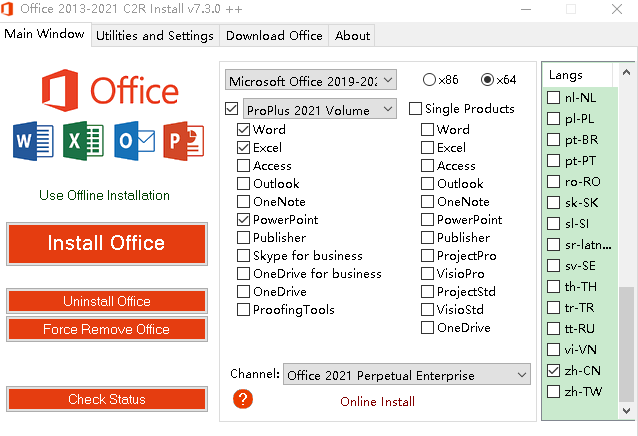 Office 2013-2021 C2R Install v7.3.0 ++
Main Window
Utilities and Settings
Download Office
About
Office
W
X
O
P
Use Offline Installation
Install Office
Uninstall Office
Force Remove Office
Check Status
Microsoft Office 2019-202
x86
x64
ProPlus 2021 Volume
Single Products
Word
Excel
Access
Outlook
OneNote
PowerPoint
Publisher
Skype for business
OneDrive for business
OneDrive
ProofingTools
Word
Excel
Access
Outlook
OneNote
PowerPoint
Publisher
ProjectPro
VisioPro
ProjectStd
VisioStd
OneDrive
Channel:
Office 2021 Perpetual Enterprise
?
Online Install
Langs
nl-NL
pl-PL
pt-BR
pt-PT
ro-RO
sk-SK
sl-SI
sr-latn...
sv-SE
th-TH
tr-TR
tt-RU
vi-VN
zh-CN
zh-TW